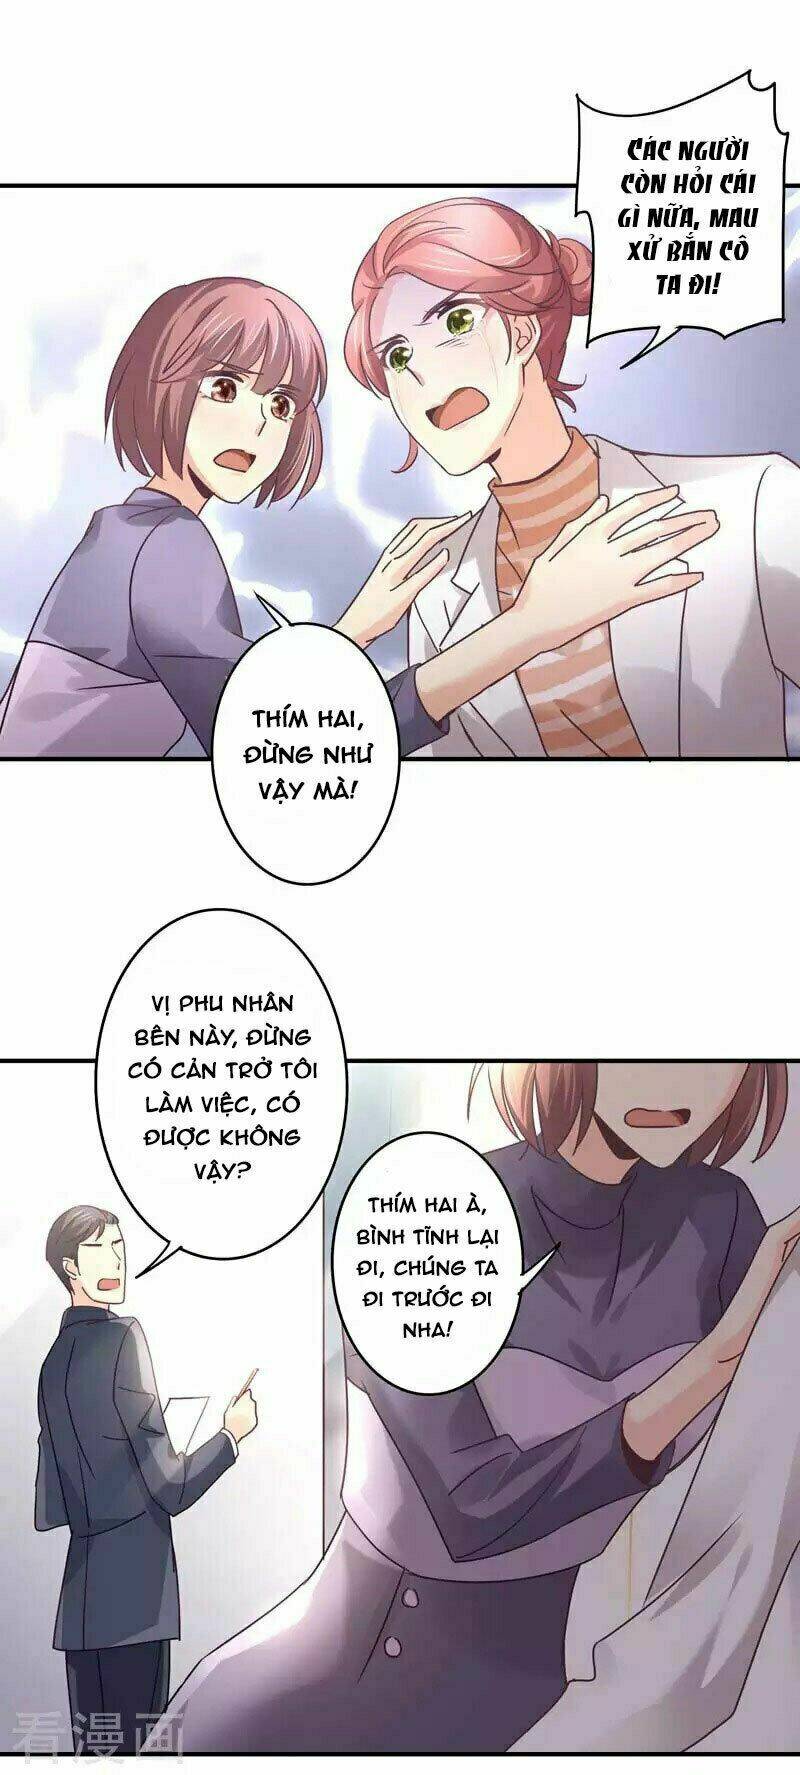 CÁC NGƯỜI
CÒN HỎI CÁI
GÌ NỮA, MAU
XỬ BẮN CÔ
TA ĐI!
THÍM HAI,
ĐỪNG NHƯ
VẬY MÀ!
VỊ PHU NHÂN
BÊN NÀY, ĐỪNG
CÓ CẢN TRỞ TÔI
LÀM VIỆC, CÓ
ĐƯỢC KHÔNG
VẬY?
THÍM HAI À,
BÌNH TĨNH LẠI
ĐI, CHÚNG TA
ĐI TRƯỚC ĐI
NHA!
看漫画